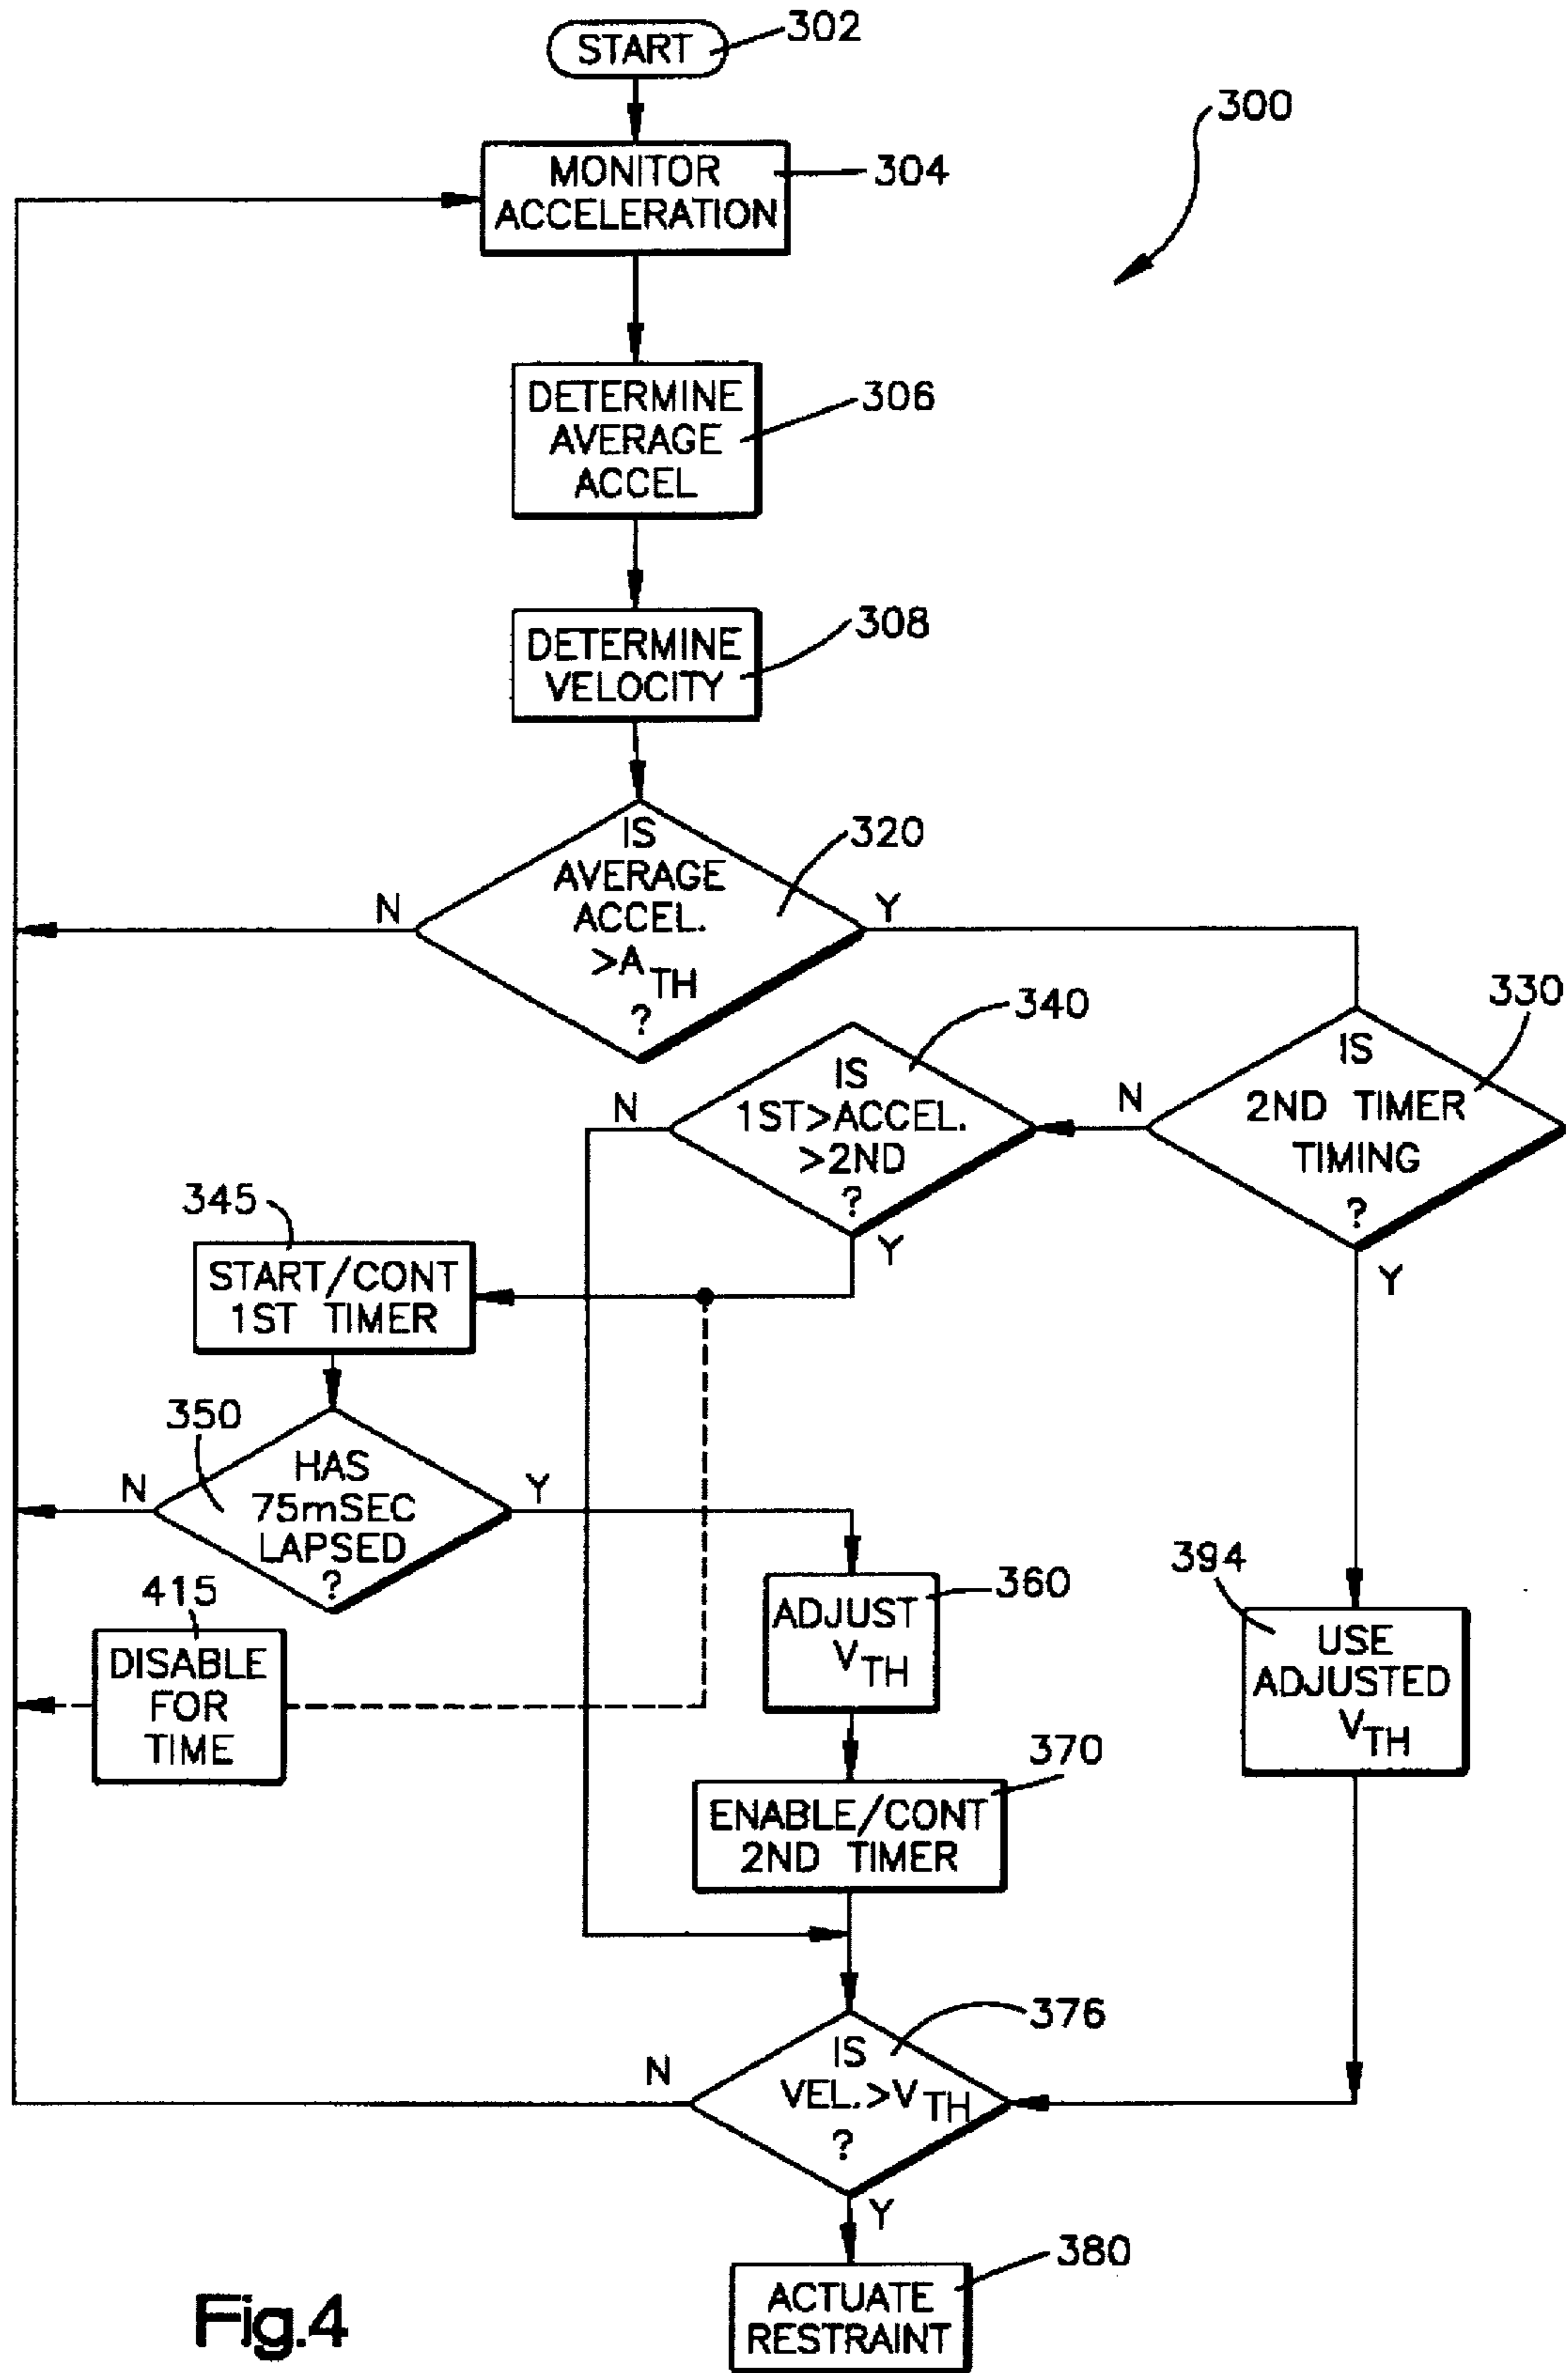 START
302
300
MONITOR
ACCELERATION
304
DETERMINE
AVERAGE
ACCEL
306
DETERMINE
VELOCITY
308
IS
AVERAGE
ACCEL.
>A TH
?
320
N
Y
IS
2ND TIMER
TIMING
?
330
N
Y
IS
1ST>ACCEL.
>2ND
?
340
N
Y
345
START/CONT
1ST TIMER
350
HAS
75mSEC
LAPSED
?
N
Y
415
DISABLE
FOR
TIME
ADJUST
VTH
360
394
USE
ADJUSTED
VTH
ENABLE/CONT
2ND TIMER
370
IS
VEL.>V TH
?
376
N
Y
ACTUATE
RESTRAINT
380
Fig.4